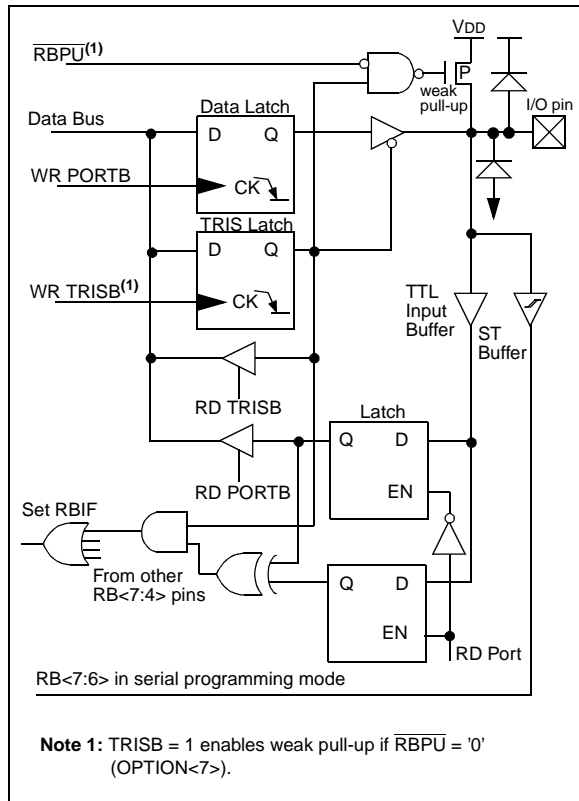 RBPU(1)
VDD
P
weak
pull-up
I/O pin
Data Latch
Data Bus
D
Q
WR PORTB
CK
TRIS Latch
D
Q
WR TRISB(1)
CK
TTL
Input
Buffer
ST
Buffer
RD TRISB
Latch
Q
D
RD PORTB
EN
Set RBIF
From other
RB<7:4> pins
Q
D
EN
RD Port
RB<7:6> in serial programming mode
Note 1: TRISB = 1 enables weak pull-up if RBPU = '0'
(OPTION<7>).